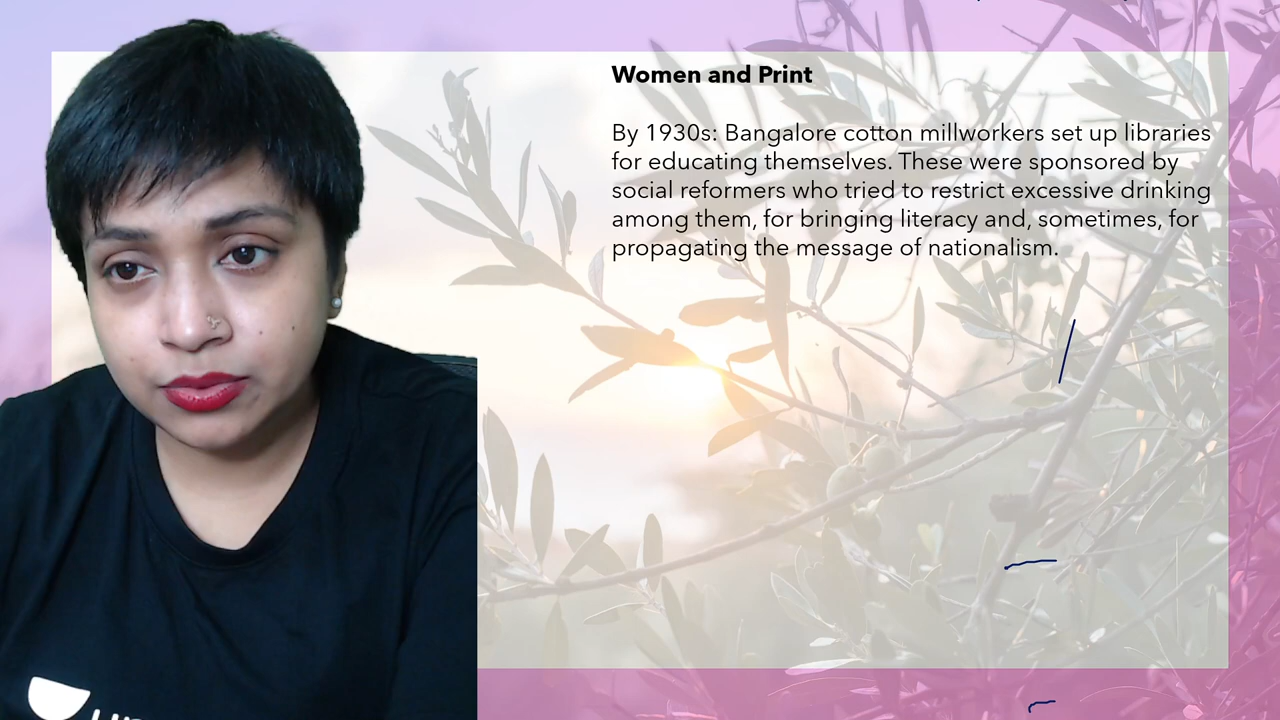 Women and Print
By 1930s: Bangalore cotton millworkers set up libraries
for educating themselves. These were sponsored by
social reformers who tried to restrict excessive drinking
among them, for bringing literacy and, sometimes, for
propagating the message of nationalism.